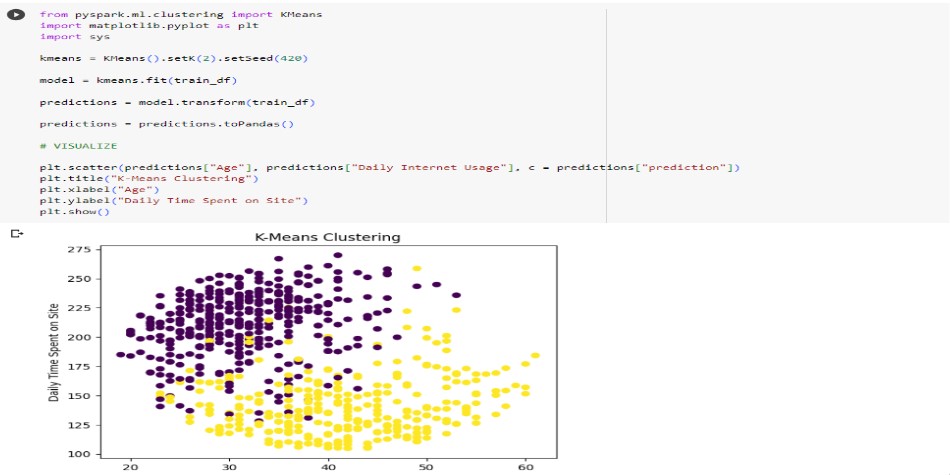 from pyspark.ml.clustering import KMeans
import matplotlib.pyplot as plt
import sys
kmeans = KMeans().setK(2).setSeed(420)
model = kmeans.fit(train_df)
predictions = model.transform(train_df)
predictions = predictions.toPandas()
# VISUALIZE
plt.scatter(predictions["Age"], predictions["Daily Internet Usage"], c = predictions["prediction"])
plt.title("K-Means Clustering")
plt.xlabel("Age")
plt.ylabel("Daily Time Spent on Site")
plt.show()
K-Means Clustering
Daily Time Spent on Site
275
250
225
200
175
150
125
100
20 30 40 50 60